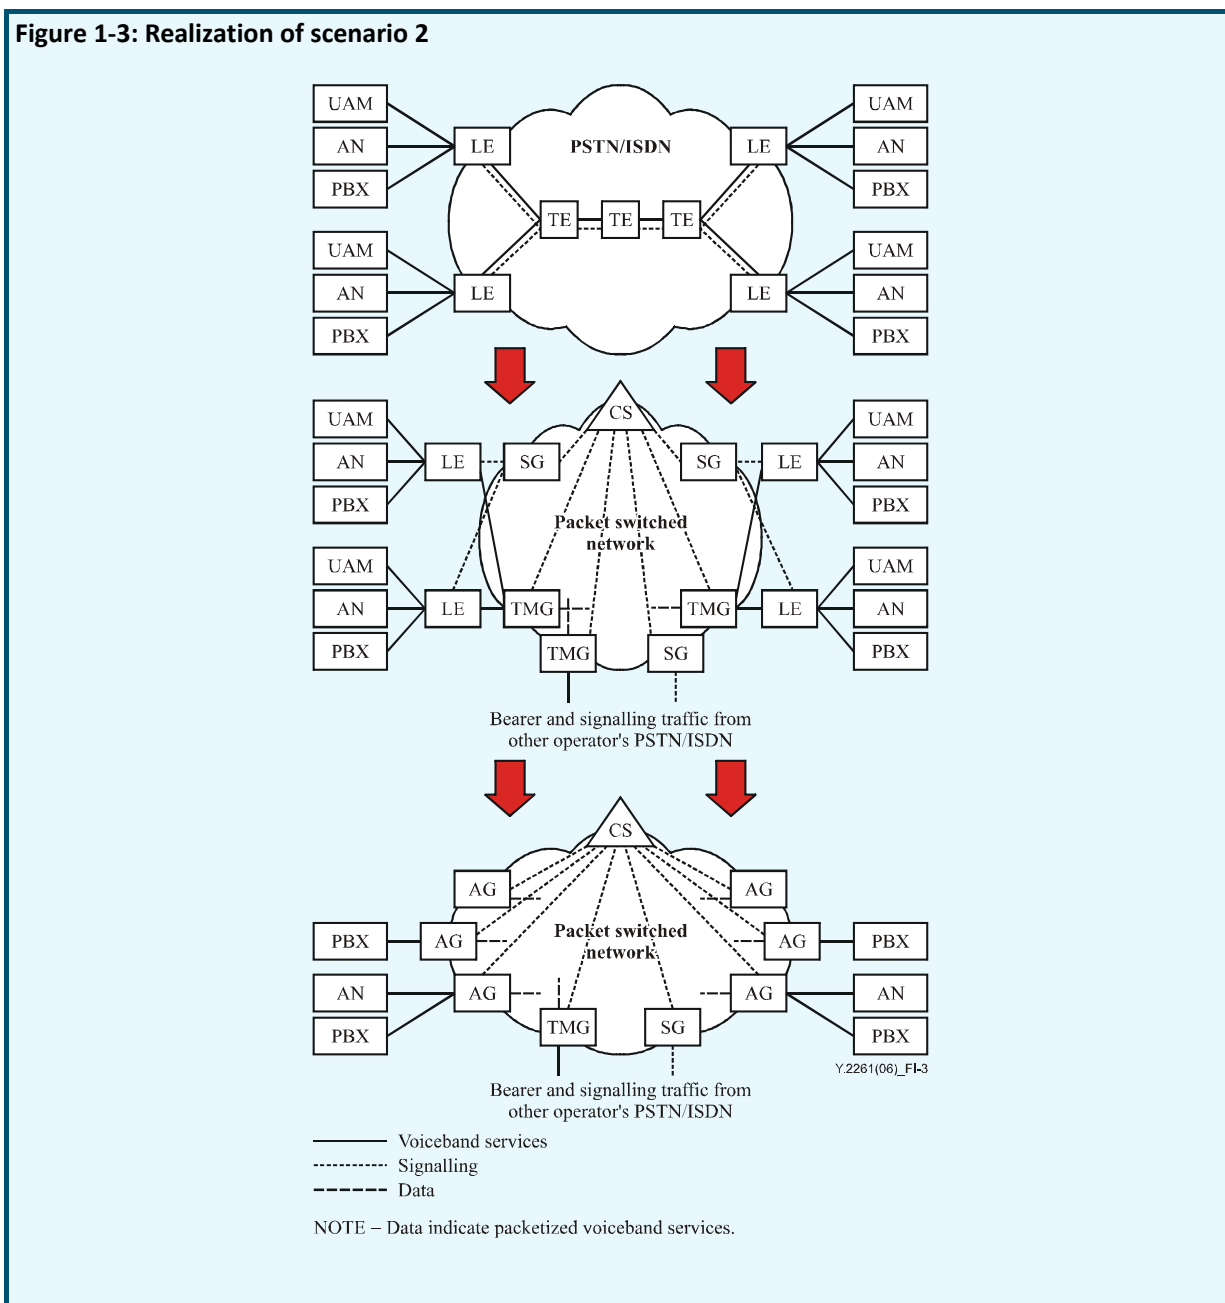 Figure 1-3: Realization of scenario 2
UAM
UAM
AN
LE
PSTN/ISDN
LE
AN
PBX
PBX
TE
TE
TE
UAM
UAM
AN
LE
LE
AN
PBX
PBX
CS
UAM
UAM
AN
LE
SG
SG
LE
AN
PBX
PBX
Packet switched
network
UAM
UAM
AN
LE
TMG
TMG
LE
AN
PBX
TMG
SG
PBX
Bearer and signalling traffic from
other operator's PSTN/ISDN
CS
AG
AG
PBX
AG
Packet switched
network
AG
PBX
AN
AG
AG
AN
PBX
TMG
SG
PBX
Y.2261(06)_FI-3
Bearer and signalling traffic from
other operator's PSTN/ISDN
Voiceband services
Signalling
Data
NOTE – Data indicate packetized voiceband services.